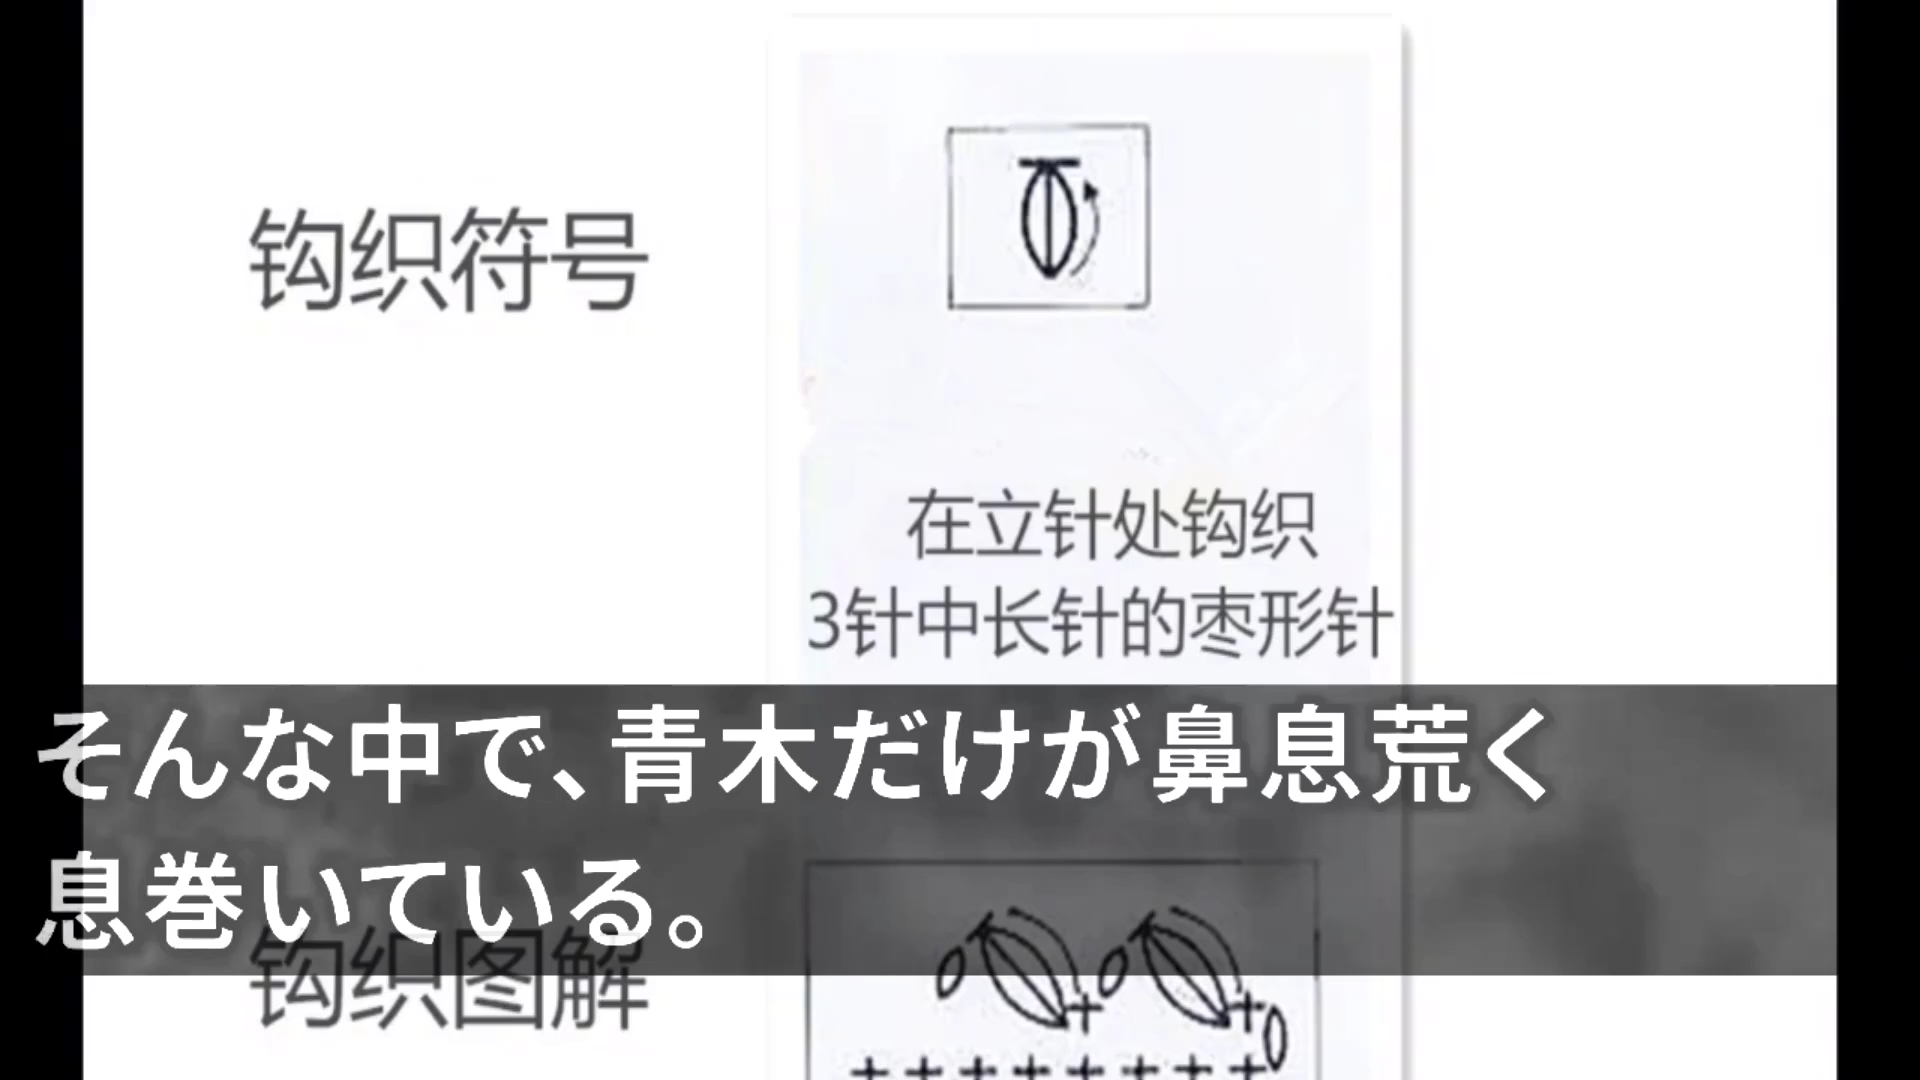 钩织符号
在立针处钩织
3针中长针的枣形针
そんな中で、青木だけが鼻息荒く
息巻いている。
钩织图解